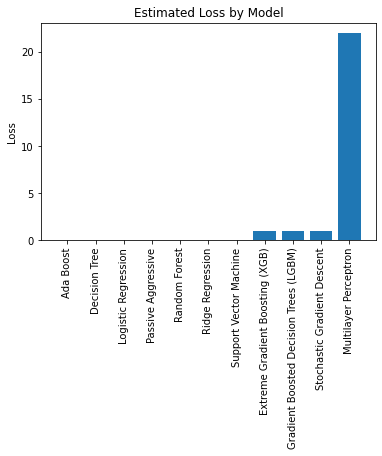 Estimated Loss by Model
Loss
20
15
10
5
0
Ada Boost
Decision Tree
Logistic Regression
Passive Aggressive
Random Forest
Ridge Regression
Support Vector Machine
Extreme Gradient Boosting (XGB)
Gradient Boosted Decision Trees (LGBM)
Stochastic Gradient Descent
Multilayer Perceptron